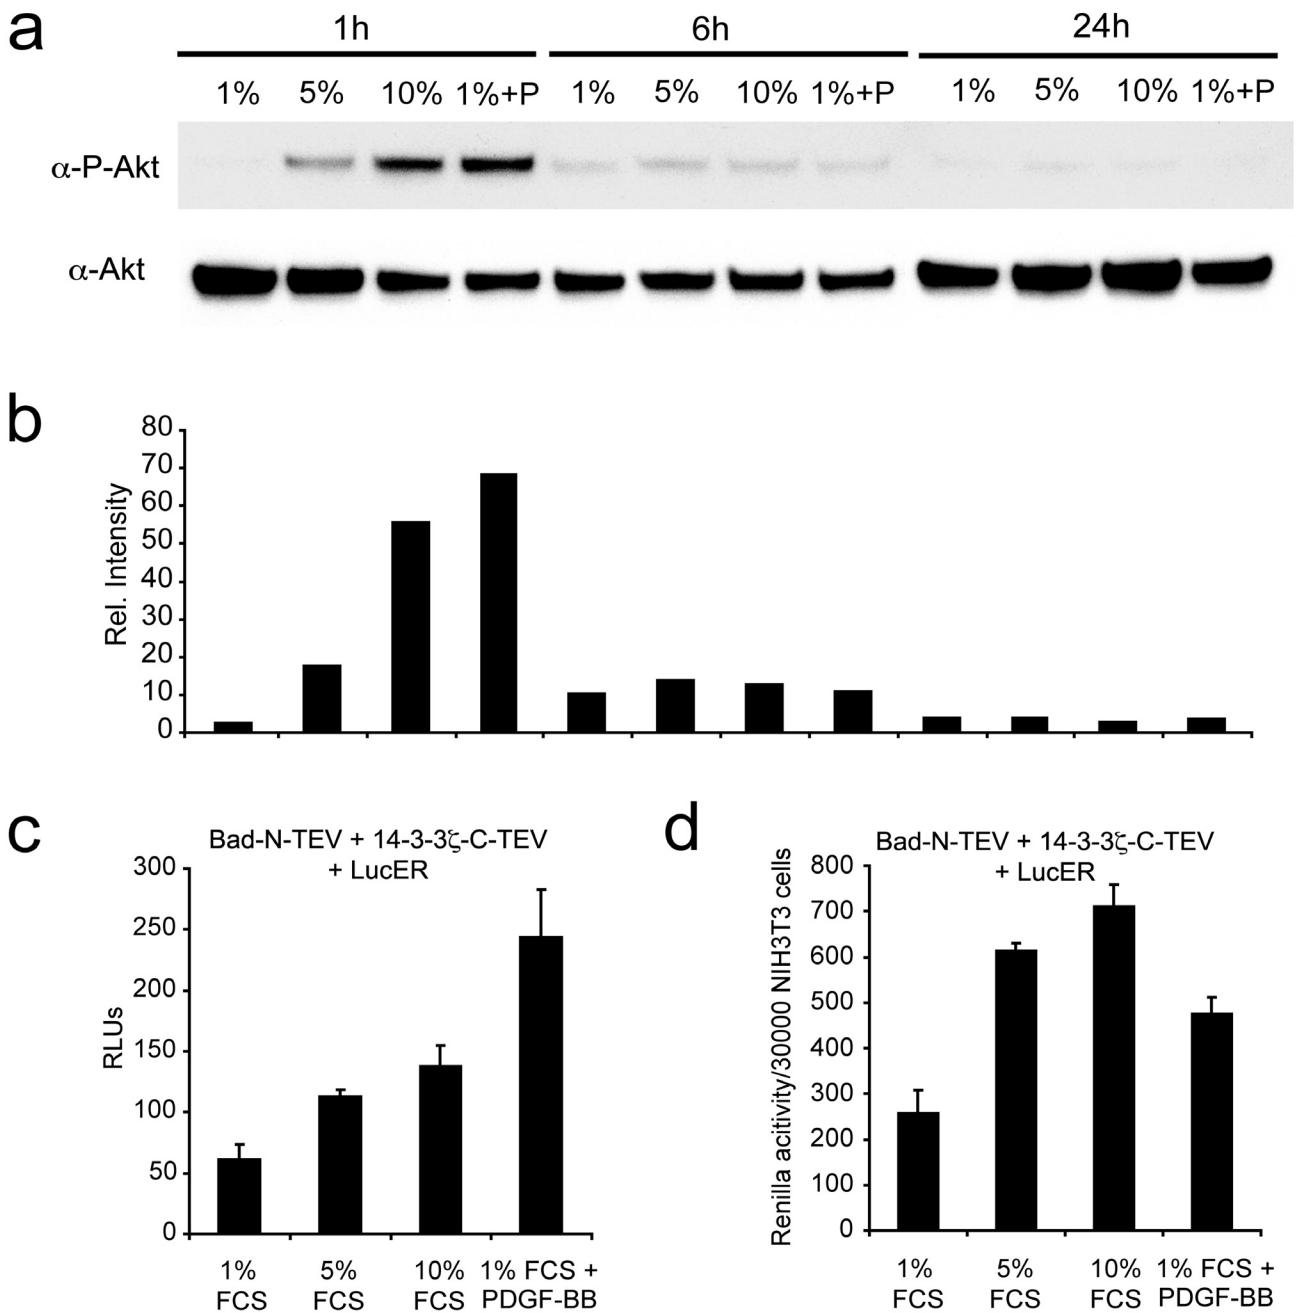 a
1h 6h 24h
1% 5% 10% 1%+P 1% 5% 10% 1%+P 1% 5% 10% 1%+P
α-P-Akt
α-Akt
b
Rel. Intensity
80
70
60
50
40
30
20
10
0
c
Bad-N-TEV + 14-3-3ζ-C-TEV
+ LucER
RLUs
300
250
200
150
100
50
0
1% 5% 10% 1% FCS +
FCS FCS FCS PDGF-BB
d
Bad-N-TEV + 14-3-3ζ-C-TEV
+ LucER
Renilla acitivity/30000 NIH3T3 cells
800
700
600
500
400
300
200
100
0
1% 5% 10% 1% FCS +
FCS FCS FCS PDGF-BB